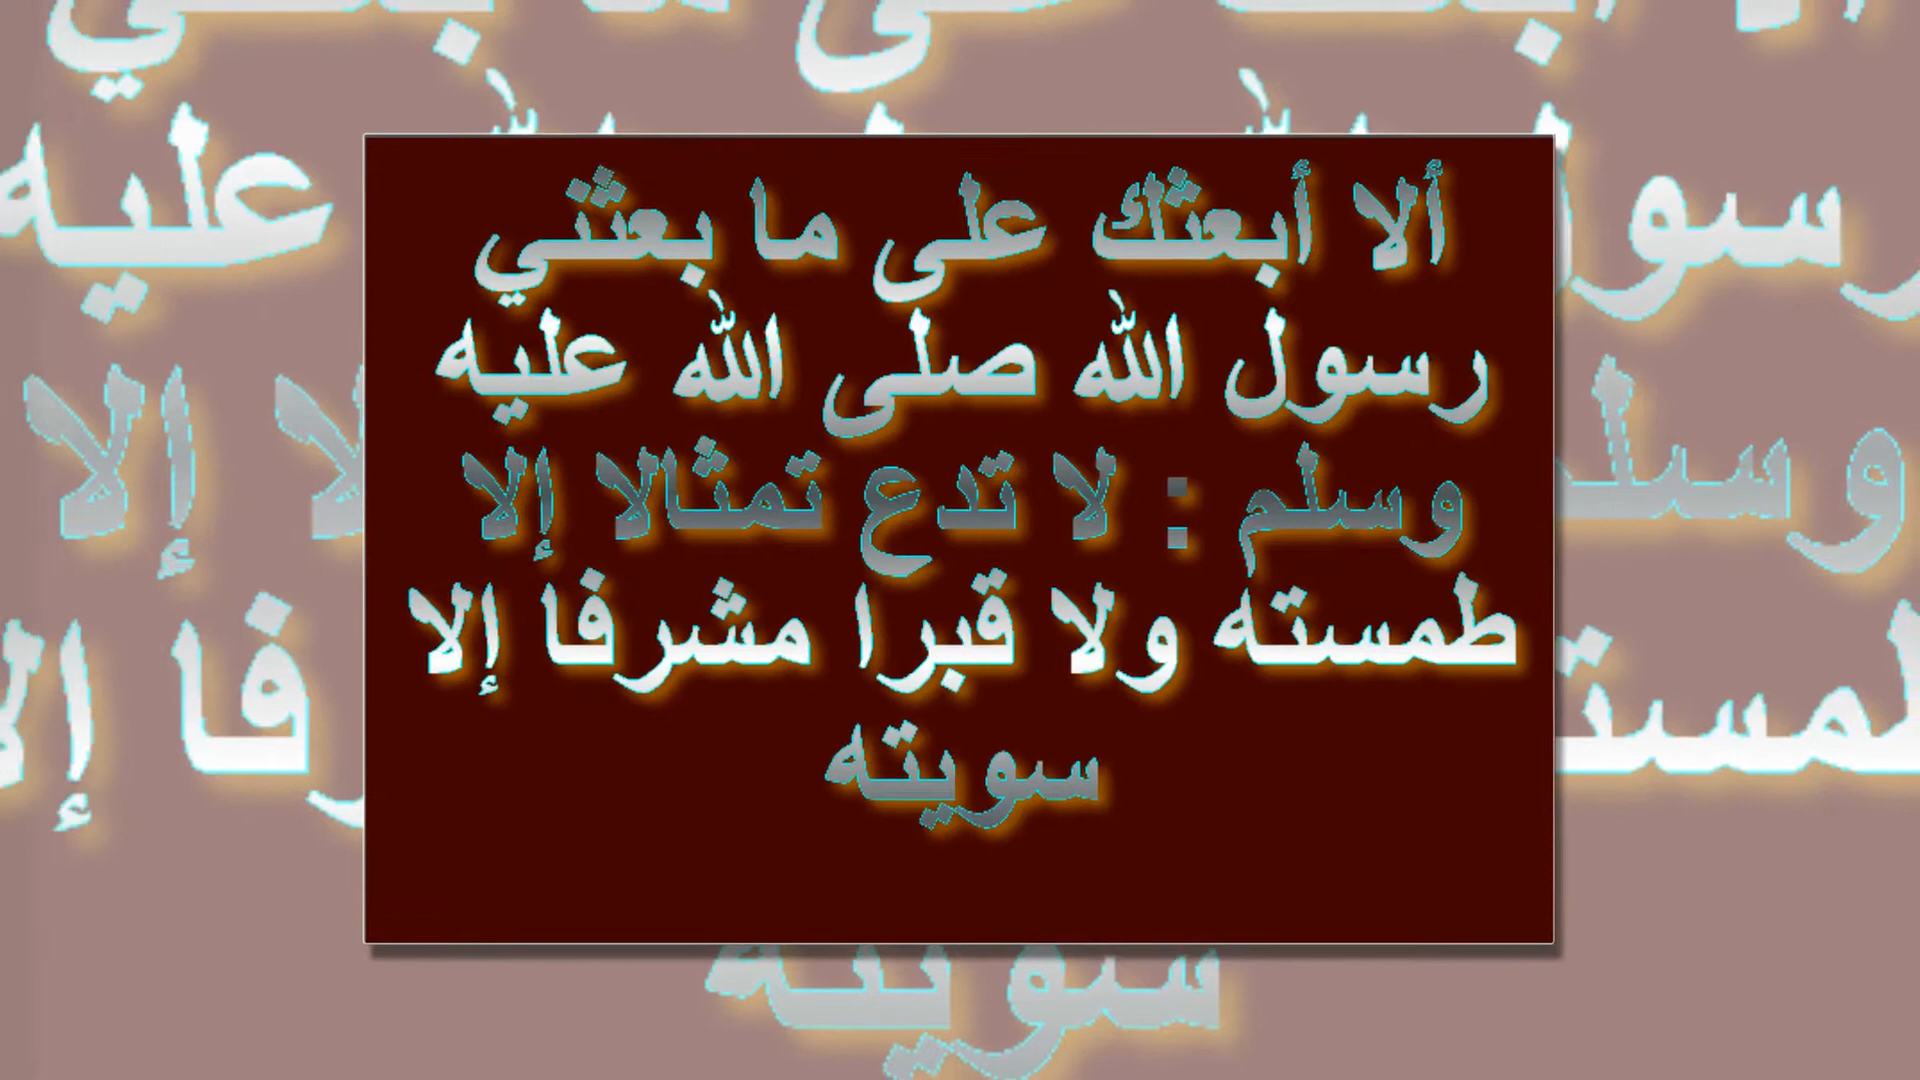 ألا أبعثك على ما بعثني
رسول الله صلى الله عليه
وسلم : لا تدع تمثالا إلا
طمسته ولا قبرا مشرفا إلا
سويته